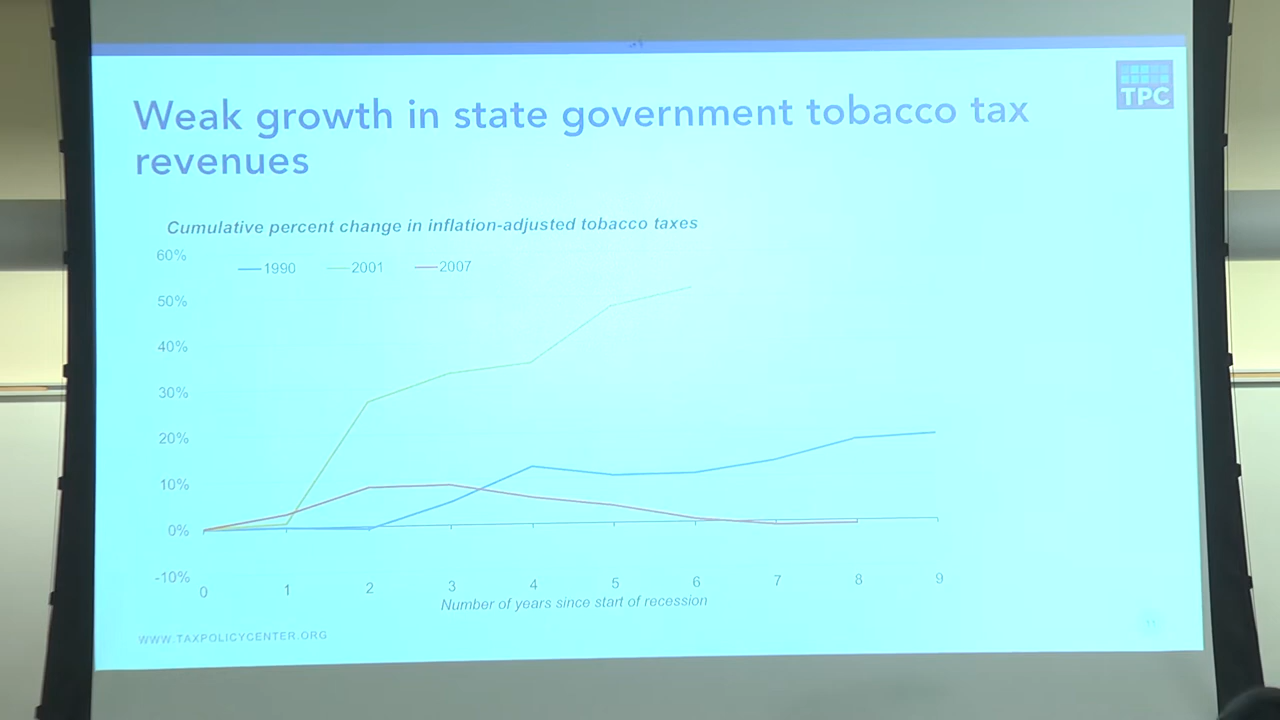 TPC
Weak growth in state government tobacco tax
revenues
Cumulative percent change in inflation-adjusted tobacco taxes
60%
1990 2001 2007
50%
40%
30%
20%
10%
0%
-10%
0 1 2 3 4 5 6 7 8 9
Number of years since start of recession
WWW.TAXPOLICYCENTER.ORG